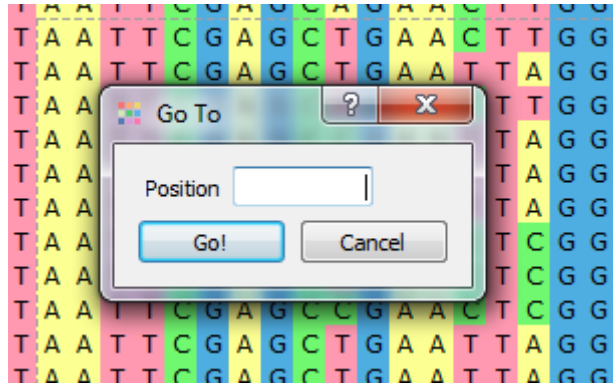 T A A T T C G A G C A G A A C T T G G
T A A T T C G A G C T G A A C T T G G
T A A T T C G A G C T G A A T T A G G
T A A T T G G
T A A T A G G
T A A T A G G
T A A T A G G
T A A T C G G
T A A T C G G
T A A T T C G A G C C G A A C T C G G
T A A T T C G A G C T G A A T T A G G
T A A T T C G A G C T G A A T T A G G
Go To
Position
Go! Cancel